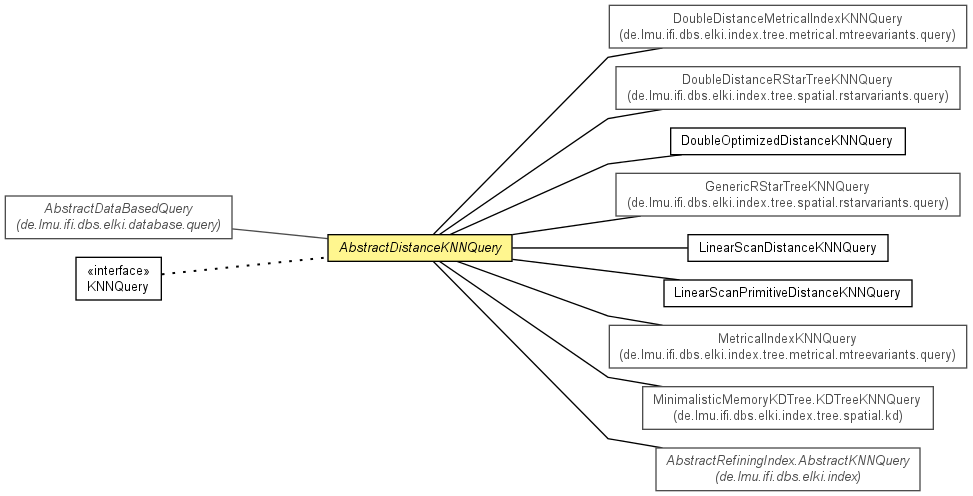 DoubleDistanceMetricalIndexKNNQuery
(de.lmu.ifi.dbs.elki.index.tree.metrical.mtreevariants.query)
DoubleDistanceRStarTreeKNNQuery
(de.lmu.ifi.dbs.elki.index.tree.spatial.rstarvariants.query)
DoubleOptimizedDistanceKNNQuery
GenericRStarTreeKNNQuery
(de.lmu.ifi.dbs.elki.index.tree.spatial.rstarvariants.query)
AbstractDataBasedQuery
(de.lmu.ifi.dbs.elki.database.query)
AbstractDistanceKNNQuery
LinearScanDistanceKNNQuery
«interface»
KNNQuery
LinearScanPrimitiveDistanceKNNQuery
MetricalIndexKNNQuery
(de.lmu.ifi.dbs.elki.index.tree.metrical.mtreevariants.query)
MinimalisticMemoryKDTree.KDTreeKNNQuery
(de.lmu.ifi.dbs.elki.index.tree.spatial.kd)
AbstractRefiningIndex.AbstractKNNQuery
(de.lmu.ifi.dbs.elki.index)